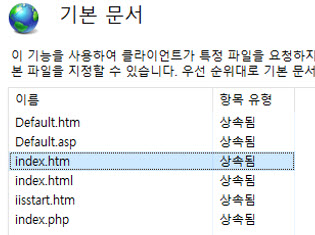 기본 문서
이 기능을 사용하여 클라이언트가 특정 파일을 요청하지
본 파일을 지정할 수 있습니다. 우선 순위대로 기본 문서
이름 항목 유형
Default.htm 상속됨
Default.asp 상속됨
index.htm 상속됨
index.html 상속됨
iisstart.htm 상속됨
index.php 상속됨